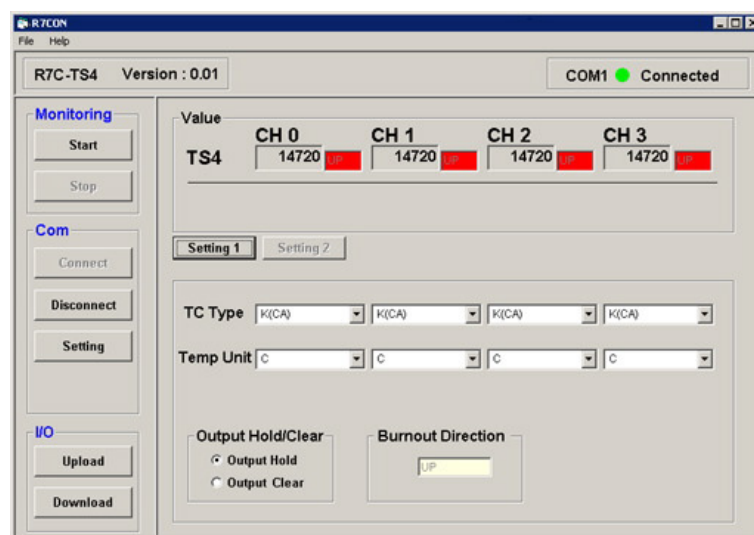 R7CON
File Help
R7C-TS4 Version : 0.01
COM1 Connected
Monitoring
Start
Stop
Com
Connect
Disconnect
Setting
I/O
Upload
Download
Value
CH 0 CH 1 CH 2 CH 3
TS4 14720 UP 14720 UP 14720 UP 14720 UP
Setting 1 Setting 2
TC Type K(CA) K(CA) K(CA) K(CA)
Temp Unit C C C C
Output Hold/Clear
Output Hold
Output Clear
Burnout Direction
UP